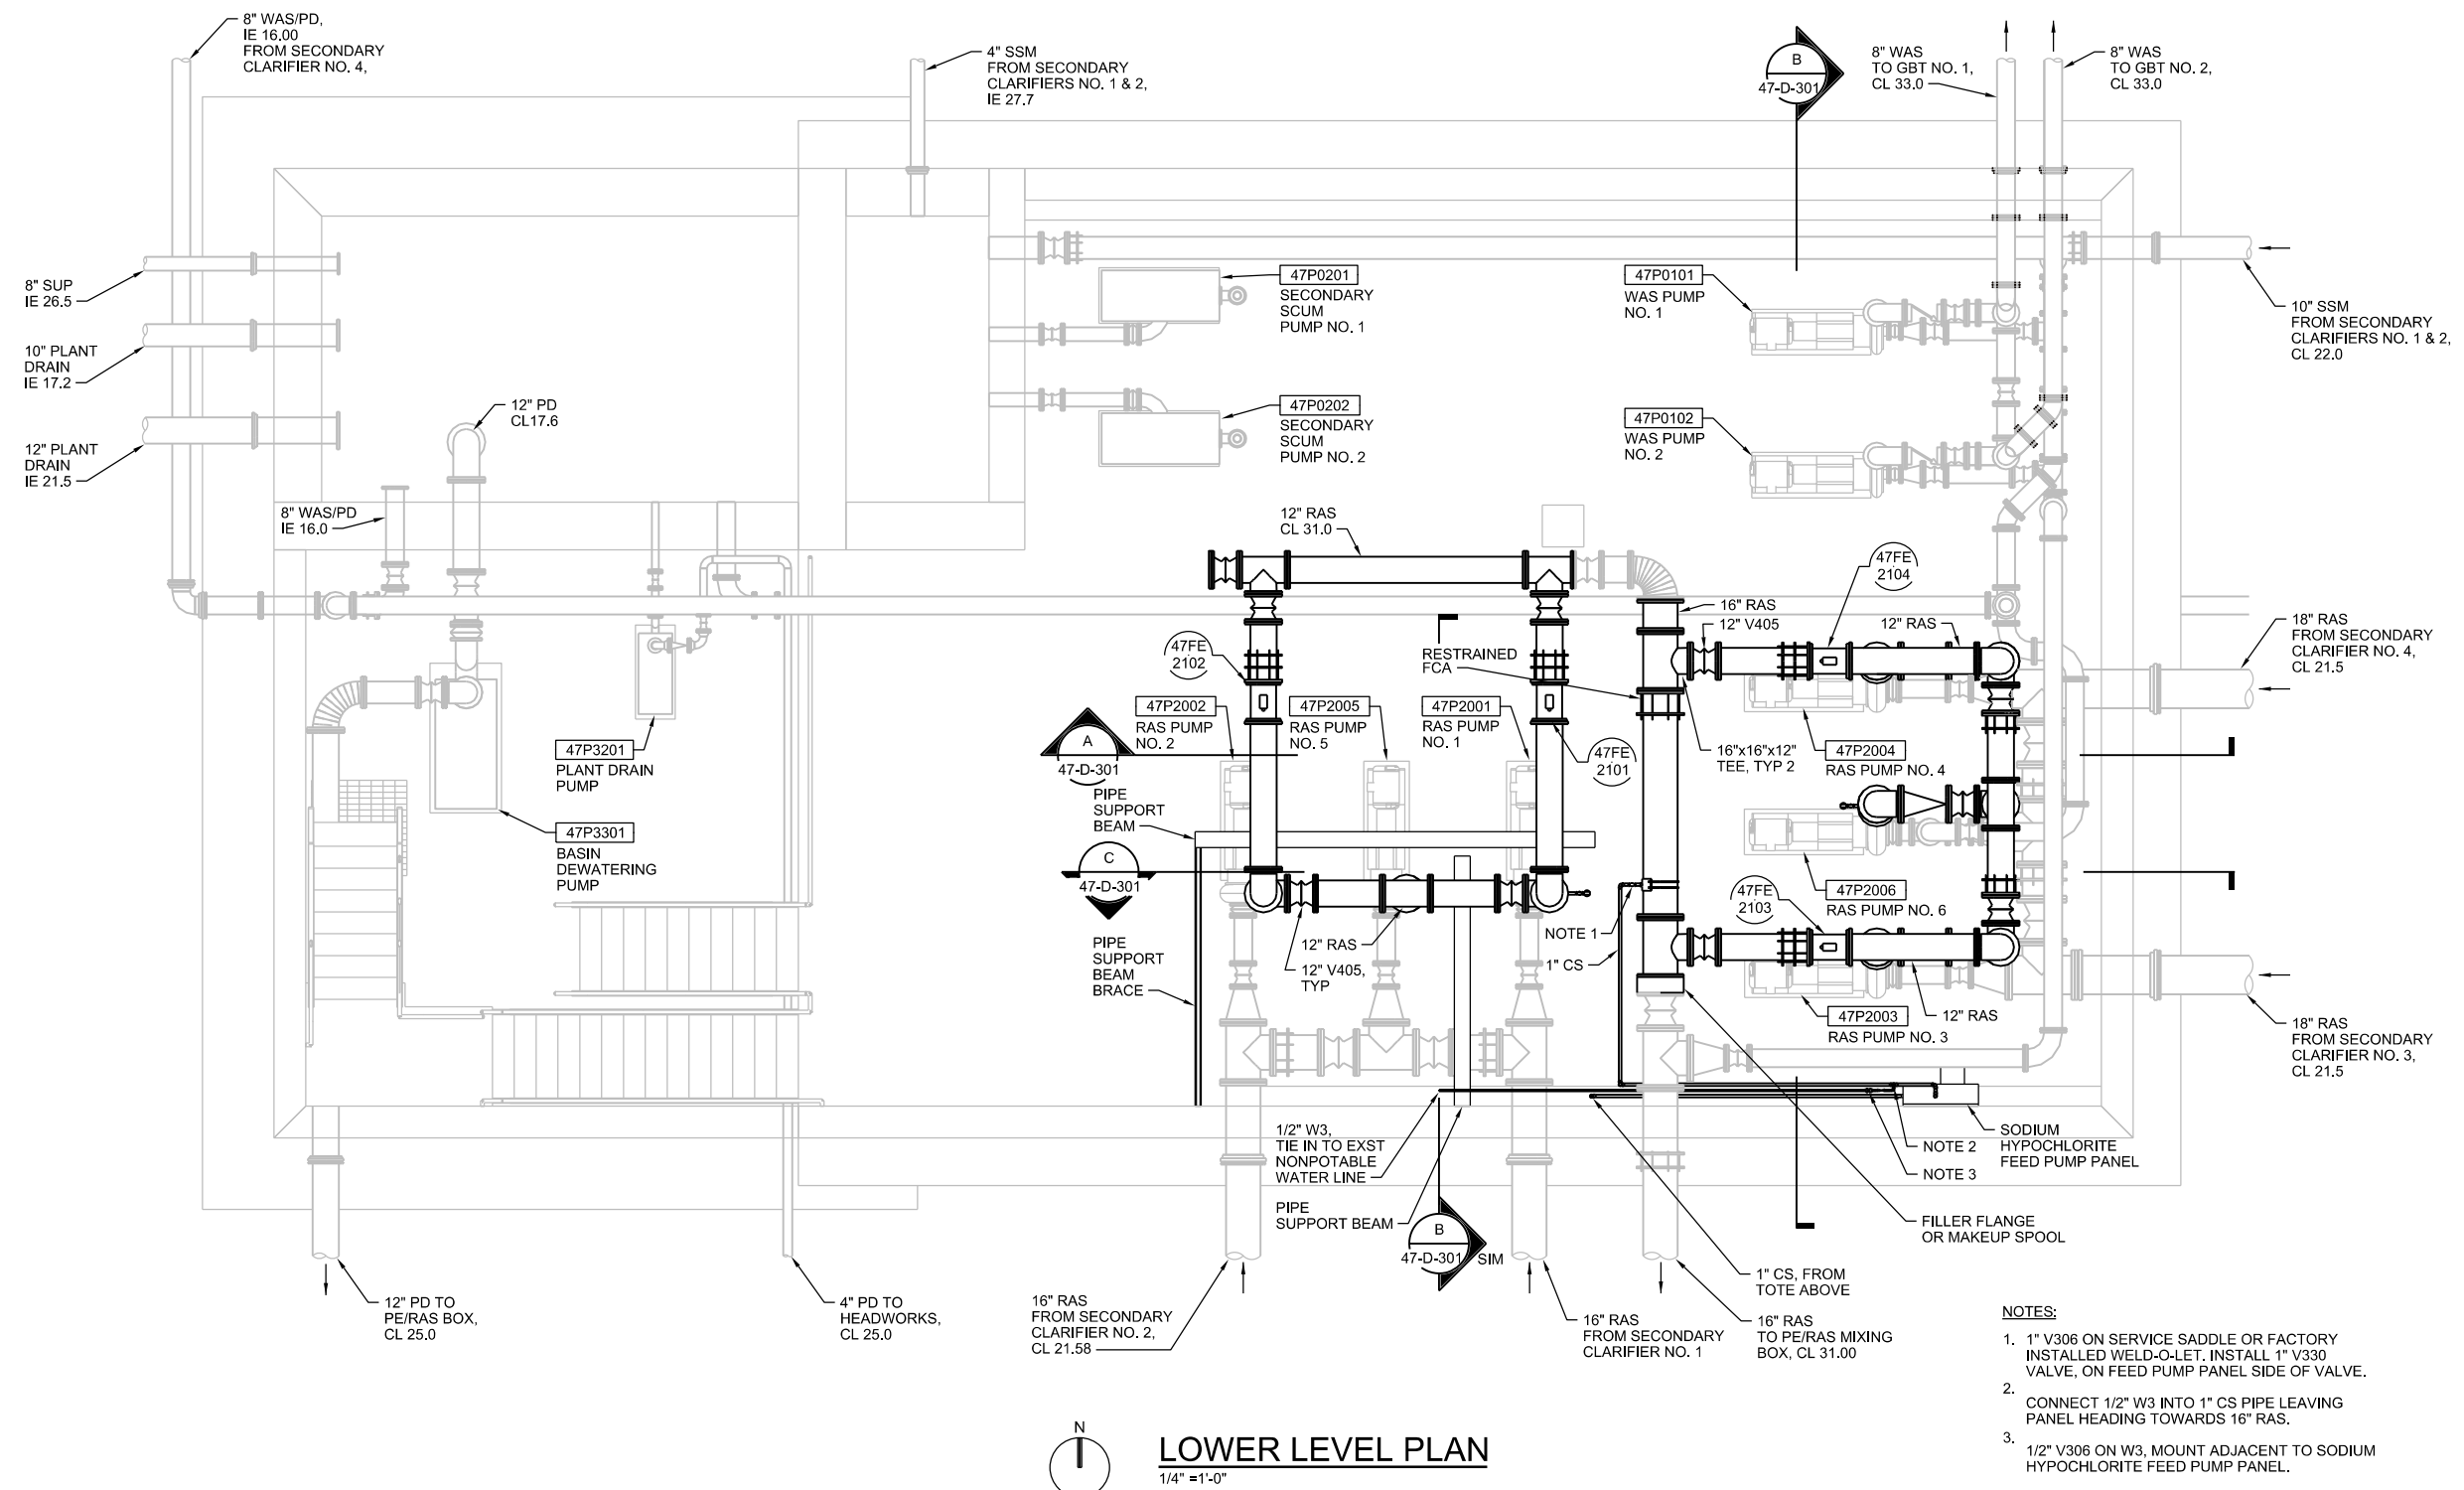 8" WAS/PD,
IE 16.00
FROM SECONDARY
CLARIFIER NO. 4,
4" SSM
FROM SECONDARY
CLARIFIERS NO. 1 & 2,
IE 27.7
B
47-D-301
8" WAS
TO GBT NO. 1,
CL 33.0
8" WAS
TO GBT NO. 2,
CL 33.0
8" SUP
IE 26.5
10" PLANT
DRAIN
IE 17.2
12" PLANT
DRAIN
IE 21.5
12" PD
CL17.6
8" WAS/PD
IE 16.0
47P0201
SECONDARY
SCUM
PUMP NO. 1
47P0202
SECONDARY
SCUM
PUMP NO. 2
47P0101
WAS PUMP
NO. 1
47P0102
WAS PUMP
NO. 2
10" SSM
FROM SECONDARY
CLARIFIERS NO. 1 & 2,
CL 22.0
12" RAS
CL 31.0
47FE
2104
16" RAS
12" V405
12" RAS
18" RAS
FROM SECONDARY
CLARIFIER NO. 4,
CL 21.5
47FE
2102
RESTRAINED
FCA
47P2002
RAS PUMP
NO. 2
47P2005
RAS PUMP
NO. 5
47P2001
RAS PUMP
NO. 1
47FE
2101
16"x16"x12"
TEE, TYP 2
47P2004
RAS PUMP NO. 4
A
47-D-301
PIPE
SUPPORT
BEAM
C
47-D-301
PIPE
SUPPORT
BEAM
BRACE
47P3201
PLANT DRAIN
PUMP
47P3301
BASIN
DEWATERING
PUMP
12" RAS
12" V405,
TYP
NOTE 1
1" CS
47FE
2103
47P2006
RAS PUMP NO. 6
47P2003
RAS PUMP NO. 3
12" RAS
18" RAS
FROM SECONDARY
CLARIFIER NO. 3,
CL 21.5
1/2" W3,
TIE IN TO EXST
NONPOTABLE
WATER LINE
PIPE
SUPPORT BEAM
B
47-D-301
SIM
NOTE 2
NOTE 3
SODIUM
HYPOCHLORITE
FEED PUMP PANEL
FILLER FLANGE
OR MAKEUP SPOOL
1" CS, FROM
TOTE ABOVE
12" PD TO
PE/RAS BOX,
CL 25.0
4" PD TO
HEADWORKS,
CL 25.0
16" RAS
FROM SECONDARY
CLARIFIER NO. 2,
CL 21.58
16" RAS
FROM SECONDARY
CLARIFIER NO. 1
16" RAS
TO PE/RAS MIXING
BOX, CL 31.00
NOTES:
1. 1" V306 ON SERVICE SADDLE OR FACTORY
INSTALLED WELD-O-LET. INSTALL 1" V330
VALVE, ON FEED PUMP PANEL SIDE OF VALVE.
2.
CONNECT 1/2" W3 INTO 1" CS PIPE LEAVING
PANEL HEADING TOWARDS 16" RAS.
3.
1/2" V306 ON W3, MOUNT ADJACENT TO SODIUM
HYPOCHLORITE FEED PUMP PANEL.
N
LOWER LEVEL PLAN
1/4" =1'-0"